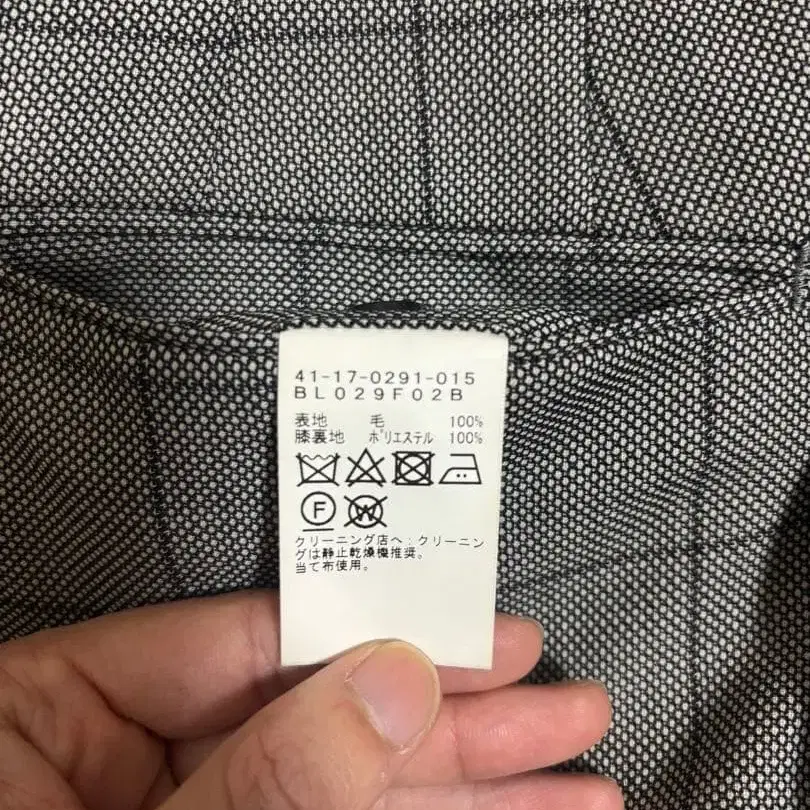 41-17-0291-015
BL029F02B
表地 毛 100%
膝裏地 ポリエステル 100%
F W
クリーニング店へ：クリーニン
グは静止乾燥機推奨。
当て布使用。